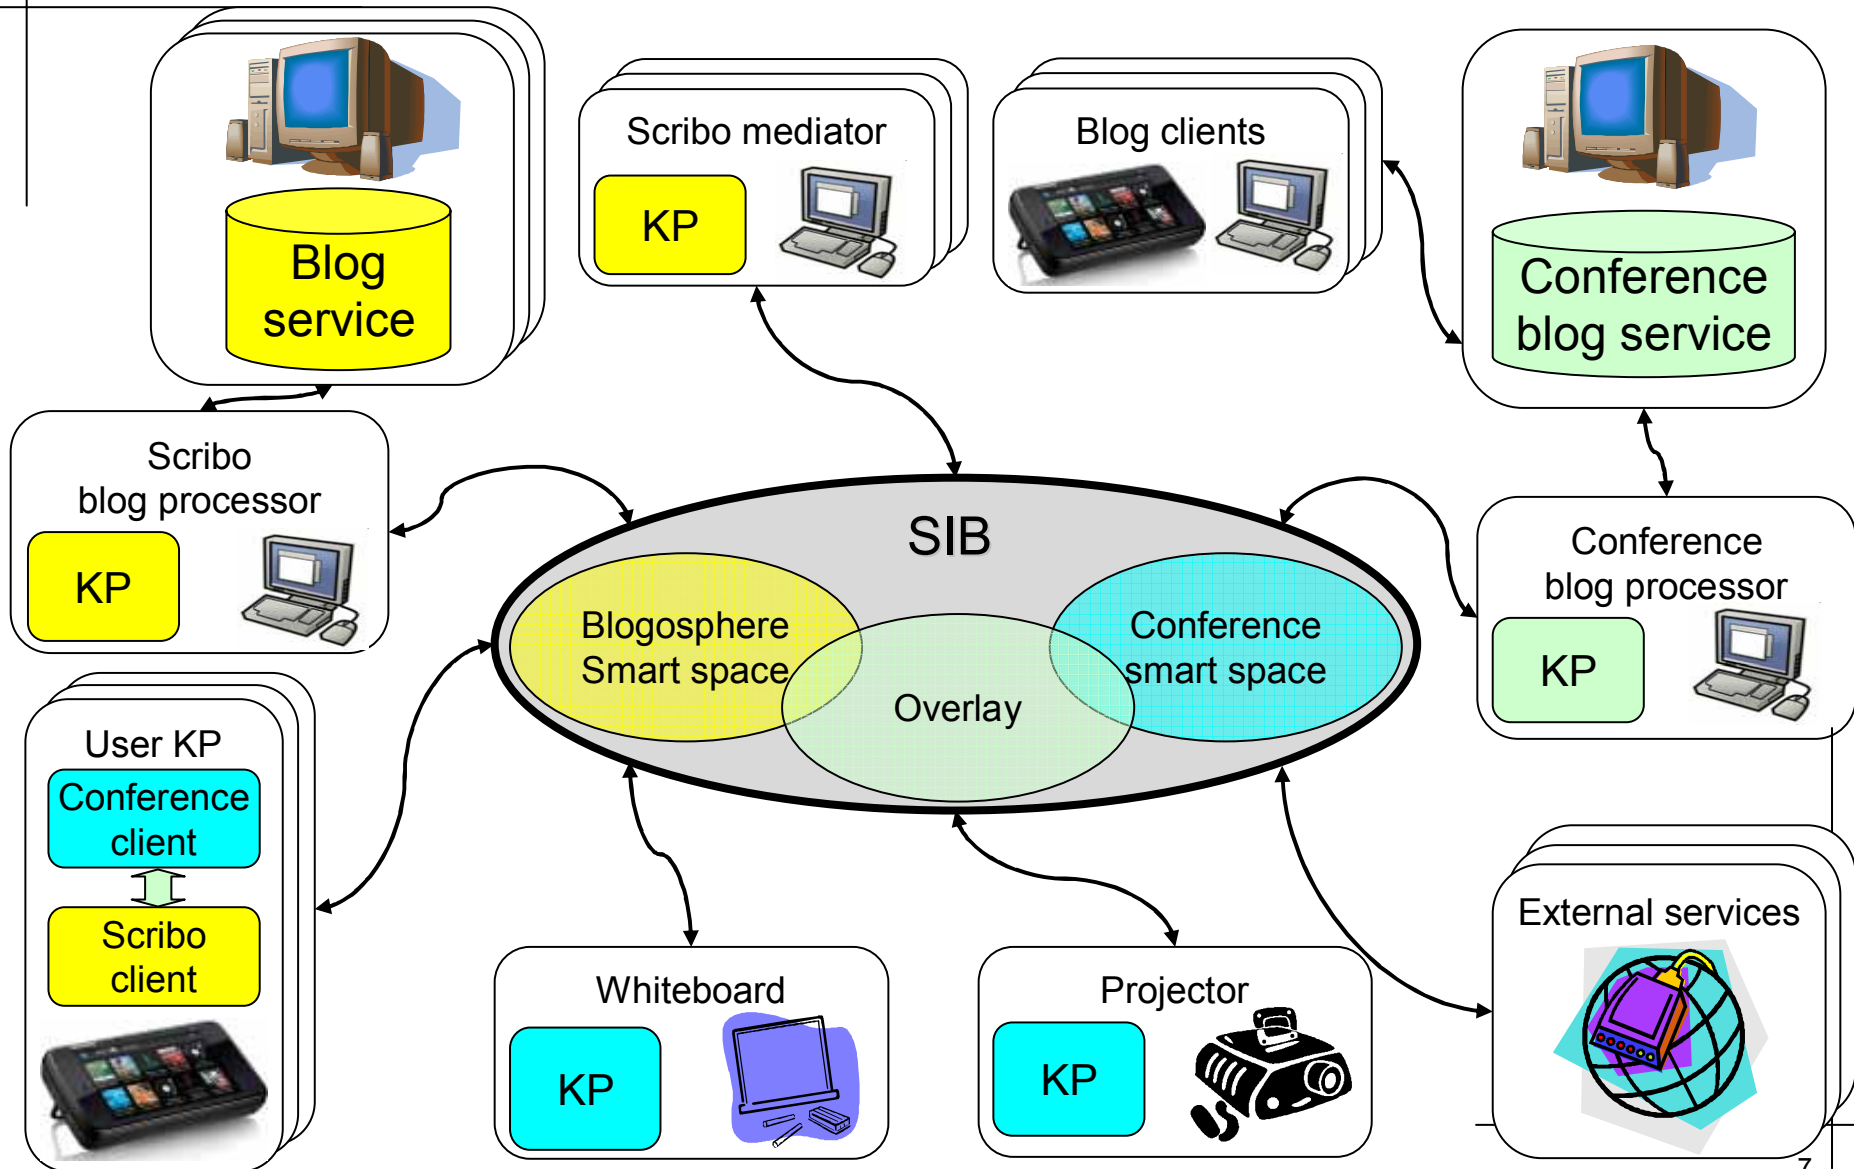 Blog
service
Scribo mediator
KP
Blog clients
Conference
blog service
Scribo
blog processor
KP
SIB
Blogosphere
Smart space
Overlay
Conference
smart space
Conference
blog processor
KP
User KP
Conference
client
Scribo
client
Whiteboard
KP
Projector
KP
External services
7